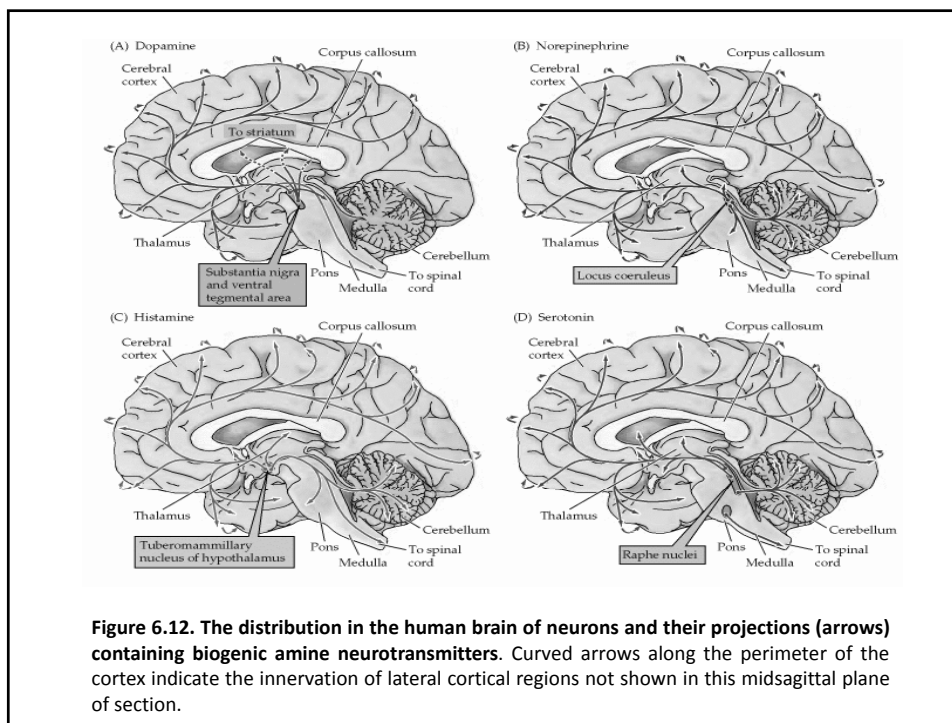 (A) Dopamine
Corpus callosum
Cerebral
cortex
To striatum
Thalamus
Cerebellum
Substantia nigra
and ventral
tegmental area
Pons
Medulla
To spinal
cord
(B) Norepinephrine
Corpus callosum
Cerebral
cortex
Thalamus
Cerebellum
Locus coeruleus
Pons
Medulla
To spinal
cord
(C) Histamine
Corpus callosum
Cerebral
cortex
Thalamus
Cerebellum
Tuberomammillary
nucleus of hypothalamus
Pons
Medulla
To spinal
cord
(D) Serotonin
Corpus callosum
Cerebral
cortex
Thalamus
Cerebellum
Raphe nuclei
Pons
Medulla
To spinal
cord
Figure 6.12. The distribution in the human brain of neurons and their projections (arrows)
containing biogenic amine neurotransmitters. Curved arrows along the perimeter of the
cortex indicate the innervation of lateral cortical regions not shown in this midsagittal plane
of section.